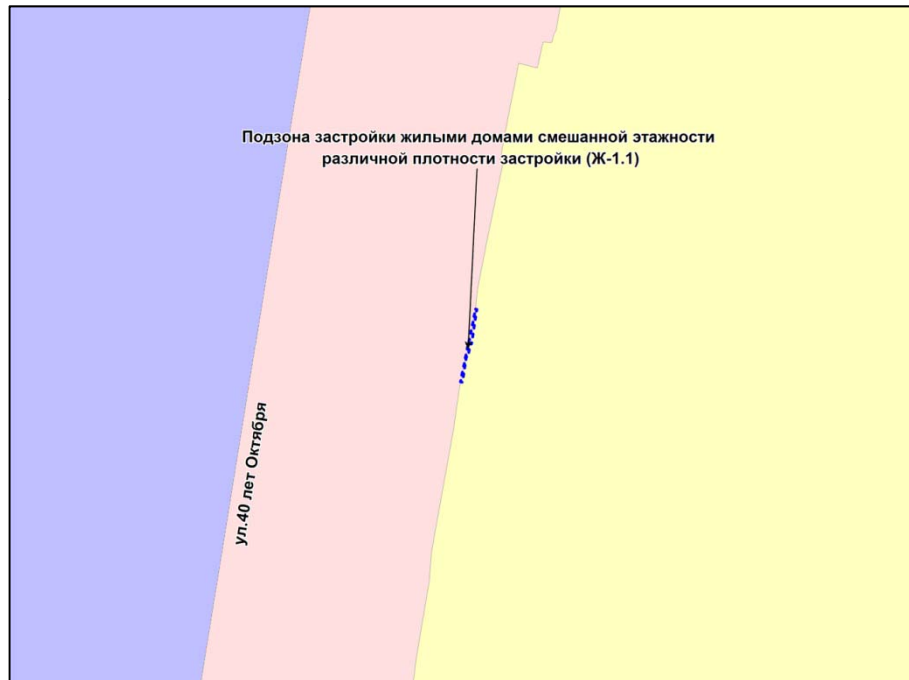 Подзона застройки жилыми домами смешанной этажности
различной плотности застройки (Ж-1.1)
ул.40 лет Октября